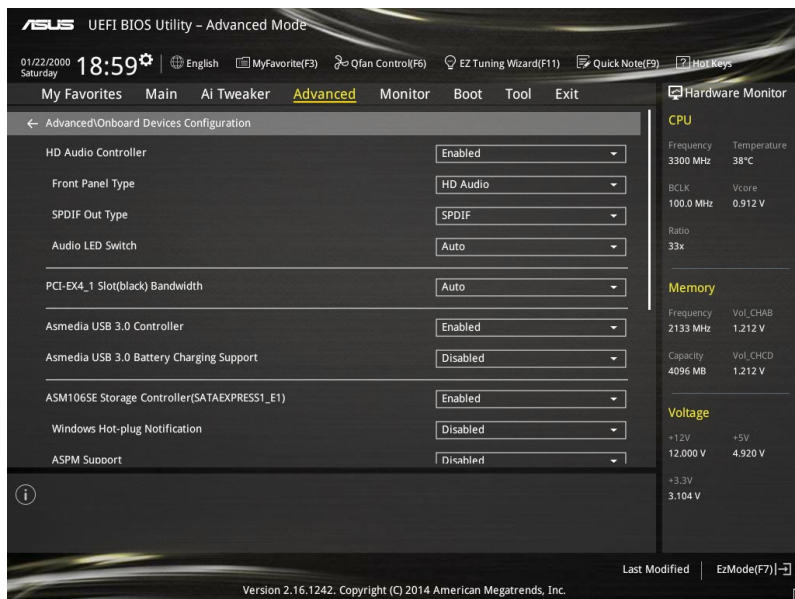 ASUS UEFI BIOS Utility – Advanced Mode
01/22/2000 Saturday 18:59 English MyFavorite(F3) Qfan Control(F6) EZ Tuning Wizard(F11) Quick Note(F9) Hot Keys
My Favorites Main Ai Tweaker Advanced Monitor Boot Tool Exit
← Advanced\Onboard Devices Configuration
HD Audio Controller Enabled
Front Panel Type HD Audio
SPDIF Out Type SPDIF
Audio LED Switch Auto
PCI-EX4_1 Slot(black) Bandwidth Auto
Asmedia USB 3.0 Controller Enabled
Asmedia USB 3.0 Battery Charging Support Disabled
ASM106SE Storage Controller(SATAEXPRESS1_E1) Enabled
Windows Hot-plug Notification Disabled
ASPM Support Disabled
Hardware Monitor
CPU
Frequency Temperature
3300 MHz 38°C
BCLK Vcore
100.0 MHz 0.912 V
Ratio
33x
Memory
Frequency Vol_CHAB
2133 MHz 1.212 V
Capacity Vol_CHCD
4096 MB 1.212 V
Voltage
+12V +5V
12.000 V 4.920 V
+3.3V
3.104 V
Last Modified EzMode(F7)
Version 2.16.1242. Copyright (C) 2014 American Megatrends, Inc.